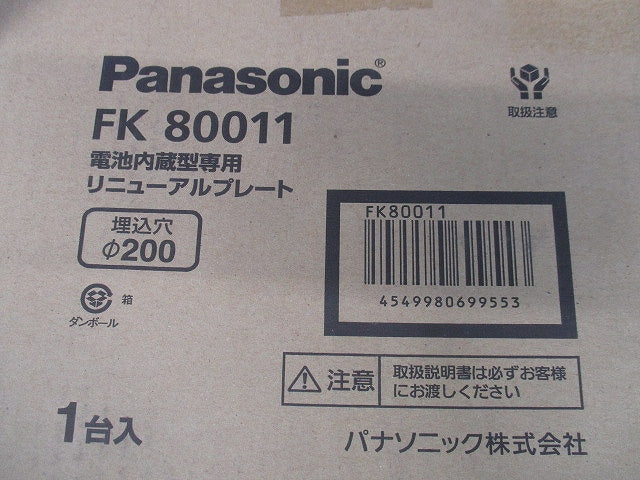 Panasonic®
取扱注意
FK 80011
電池内蔵型専用
リニューアルプレート
埋込穴
φ200
FK80011
4549980699553
箱
ダンボール
注意
取扱説明書は必ずお客様
にお渡しください
1台入
パナソニック株式会社